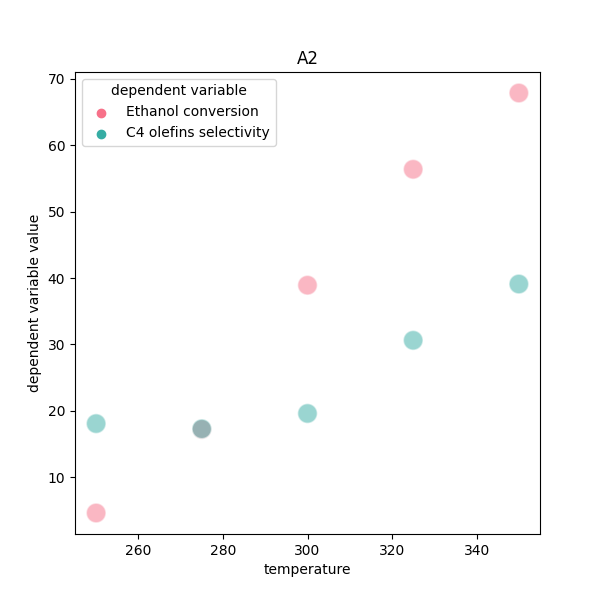 A2
dependent variable
Ethanol conversion
C4 olefins selectivity
70
60
50
40
30
20
10
dependent variable value
260 280 300 320 340
temperature